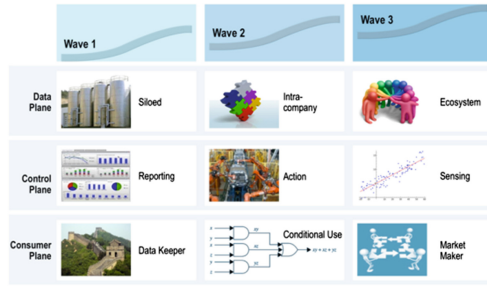 Wave 1
Wave 2
Wave 3
Data
Plane
Siloed
Intra-
company
Ecosystem
Control
Plane
Reporting
Action
Sensing
Consumer
Plane
Data Keeper
Conditional Use
Market
Maker